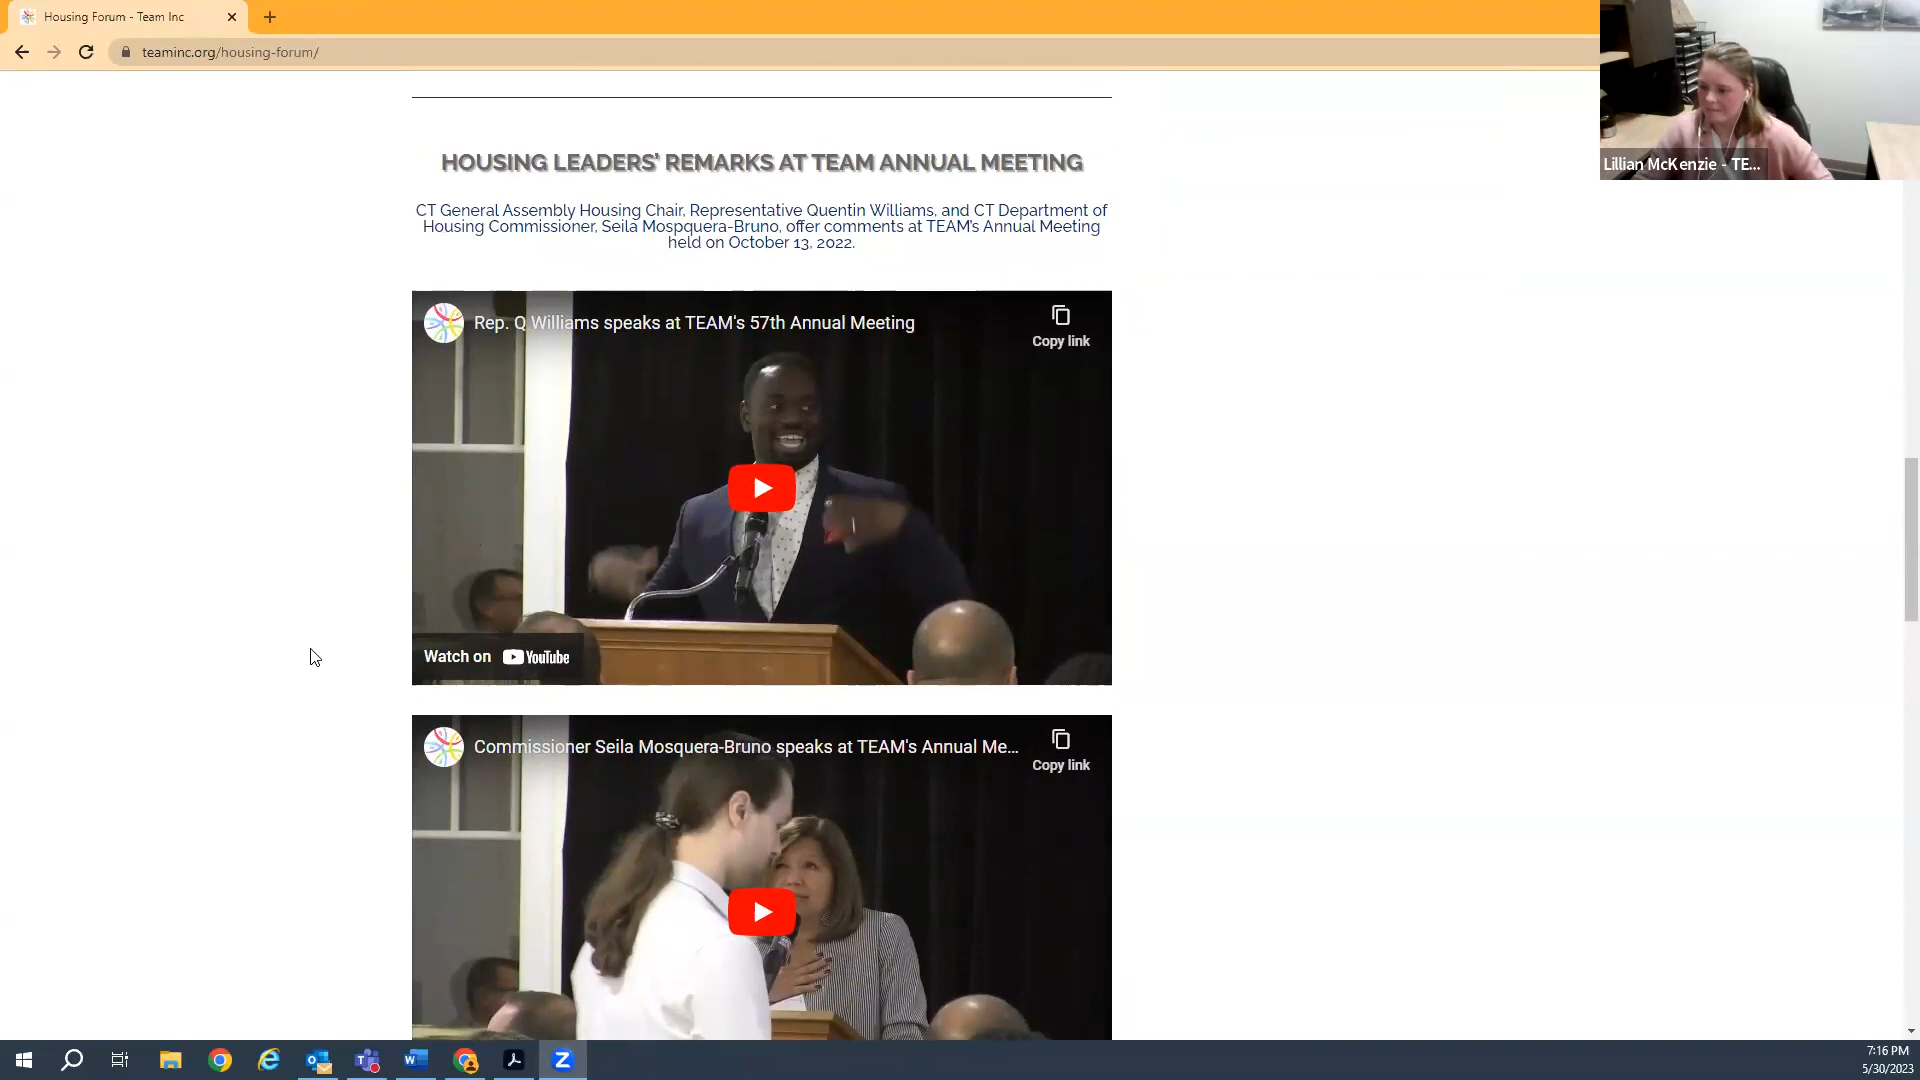 Housing Forum - Team Inc
teaminc.org/housing-forum/
Lillian McKenzie - TE...
HOUSING LEADERS' REMARKS AT TEAM ANNUAL MEETING
CT General Assembly Housing Chair, Representative Quentin Williams, and CT Department of
Housing Commissioner, Seila Mospquera-Bruno, offer comments at TEAM's Annual Meeting
held on October 13, 2022.
Rep. Q Williams speaks at TEAM's 57th Annual Meeting
Copy link
Watch on YouTube
Commissioner Seila Mosquera-Bruno speaks at TEAM's Annual Me...
Copy link
7:16 PM
5/30/2023